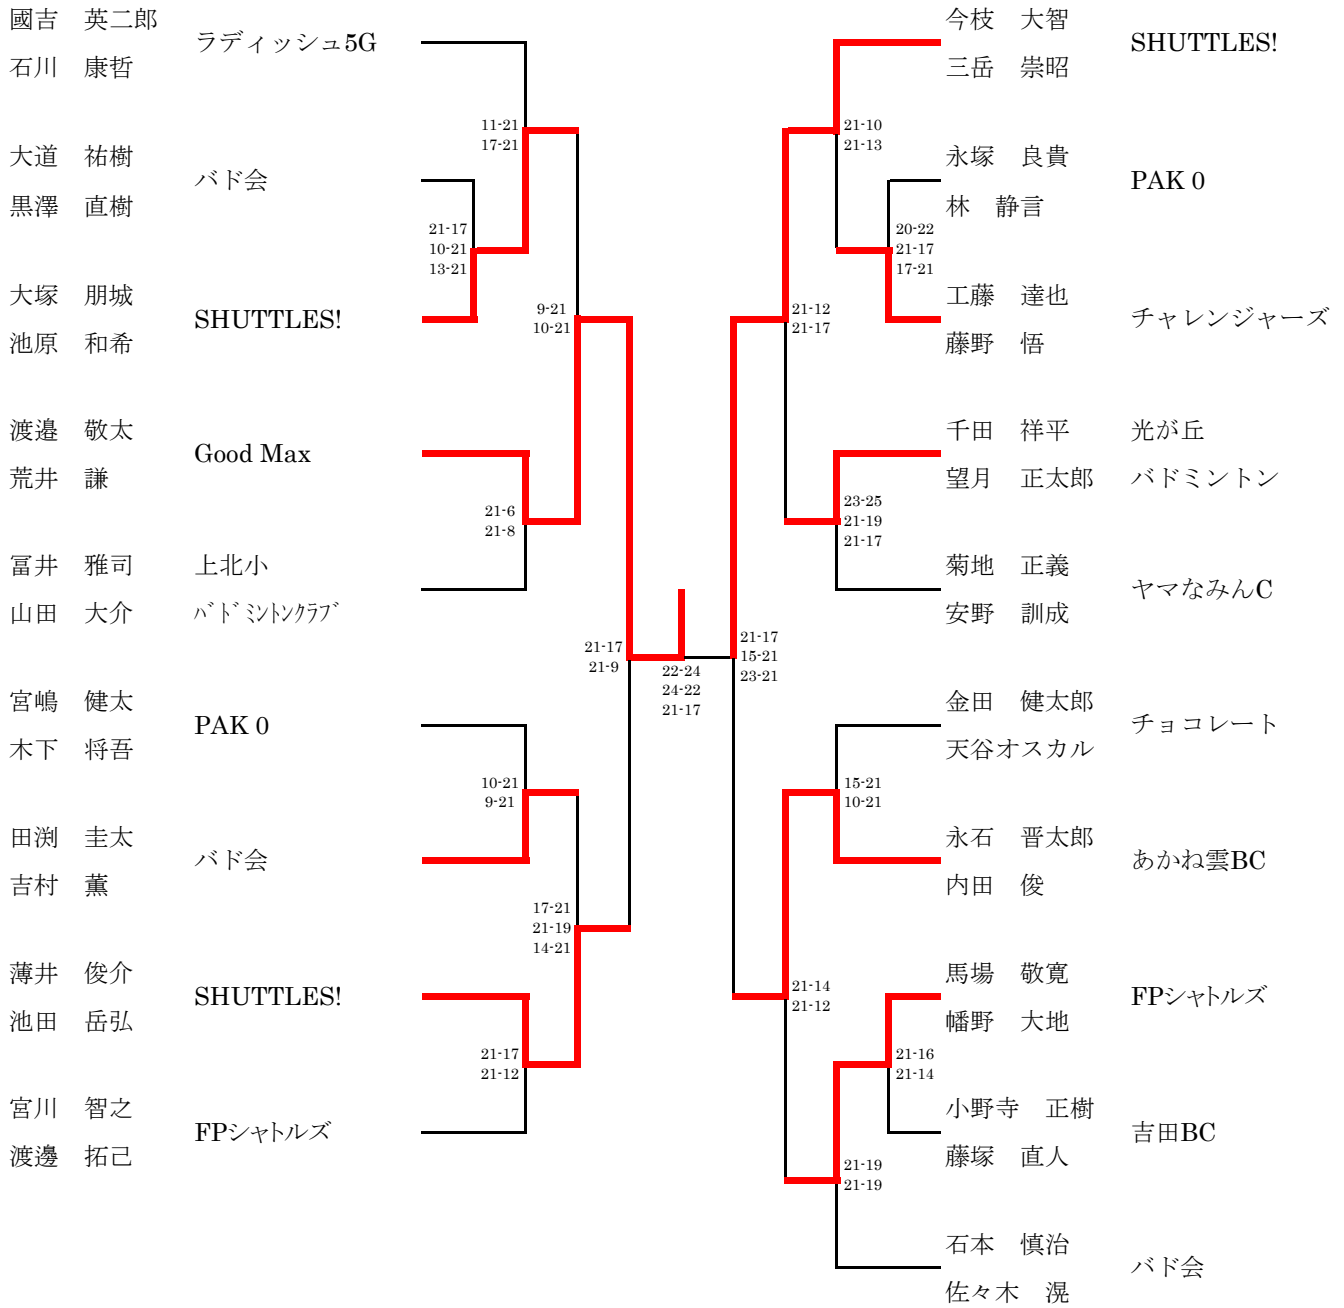 國吉　英二郎
石川　康哲
ラディッシュ5G
大道　祐樹
黒澤　直樹
バド会
大塚　朋城
池原　和希
SHUTTLES!
渡邉　敬太
荒井　謙
Good Max
冨井　雅司
山田　大介
上北小
ﾊﾞﾄﾞﾐﾝﾄﾝｸﾗﾌﾞ
宮嶋　健太
木下　将吾
PAK 0
田渕　圭太
吉村　薫
バド会
薄井　俊介
池田　岳弘
SHUTTLES!
宮川　智之
渡邊　拓己
FPシャトルズ
11-21
17-21
21-17
10-21
13-21
9-21
10-21
21-6
21-8
21-17
21-9
10-21
9-21
17-21
21-19
14-21
21-17
21-12
22-24
24-22
21-17
21-10
21-13
20-22
21-17
17-21
21-12
21-17
23-25
21-19
21-17
21-17
15-21
23-21
15-21
10-21
21-14
21-12
21-16
21-14
21-19
21-19
今枝　大智
三岳　崇昭
SHUTTLES!
永塚　良貴
林　静言
PAK 0
工藤　達也
藤野　悟
チャレンジャーズ
千田　祥平
望月　正太郎
光が丘
バドミントン
菊地　正義
安野　訓成
ヤマなみんC
金田　健太郎
天谷オスカル
チョコレート
永石　晋太郎
内田　俊
あかね雲BC
馬場　敬寛
幡野　大地
FPシャトルズ
小野寺　正樹
藤塚　直人
吉田BC
石本　慎治
佐々木　滉
バド会